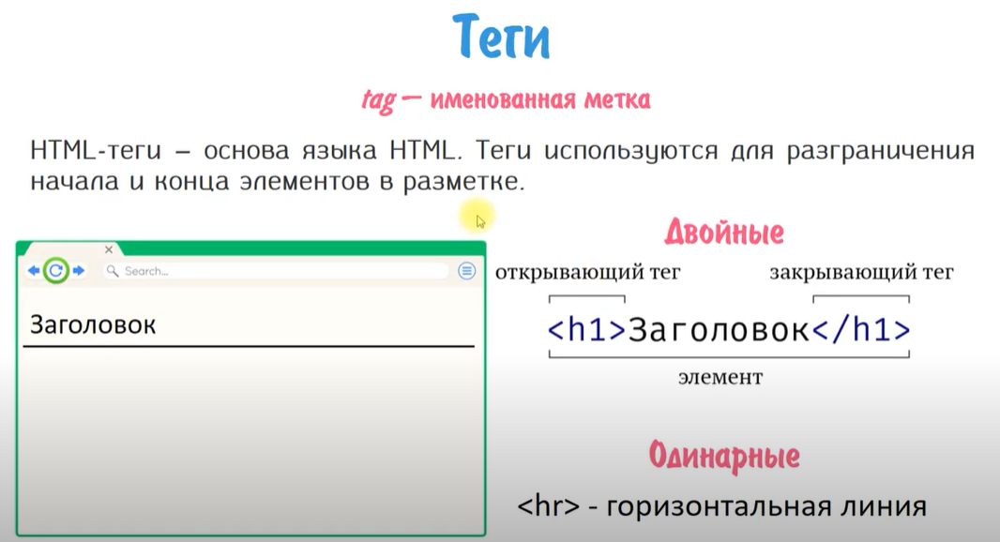 Теги
tag — именованная метка
HTML-теги – основа языка HTML. Теги используются для разграничения
начала и конца элементов в разметке.
Двойные
Search...
открывающий тег закрывающий тег
Заголовок
<h1>Заголовок</h1>
элемент
Одинарные
<hr> - горизонтальная линия